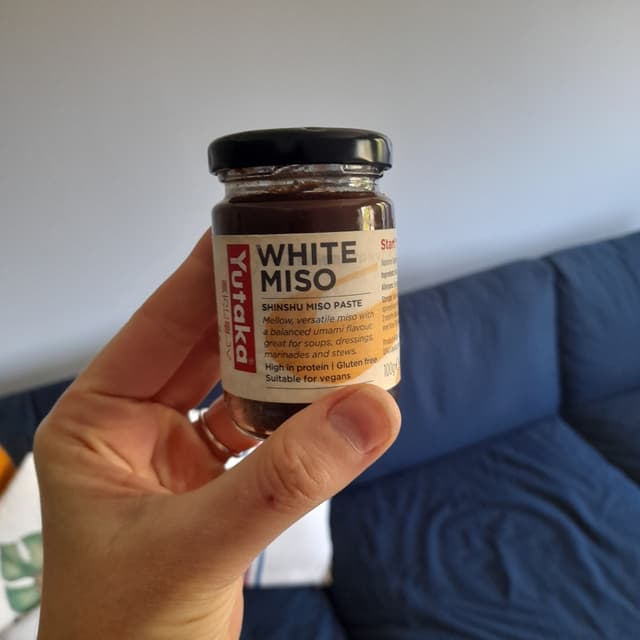 Yutaka
WHITE
MISO
SHINSHU MISO PASTE
Mellow, versatile miso with
a balanced umami flavour:
great for soups, dressings,
marinades and stews.
High in protein | Gluten free
Suitable for vegans
100g